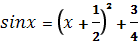 sinx = (x + 1/2)² + 3/4